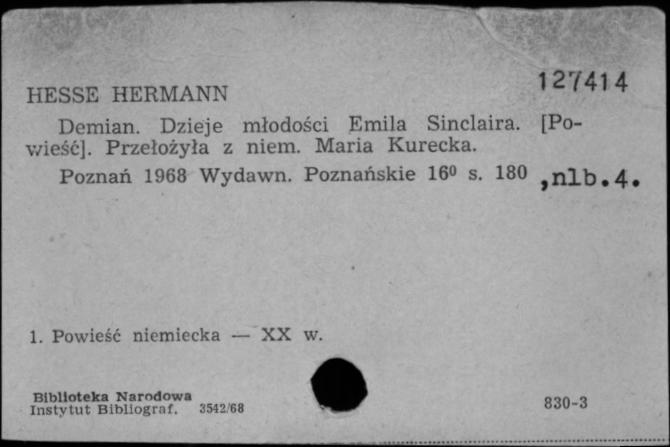 127414
HESSE HERMANN
Demian. Dzieje młodości Emila Sinclaira. [Po-
wieść]. Przełożyła z niem. Maria Kurecka.
Poznań 1968 Wydawn. Poznańskie 16⁰ s. 180 ,nlb.4.
1. Powieść niemiecka — XX w.
Biblioteka Narodowa
Instytut Bibliograf. 3542/68
830-3